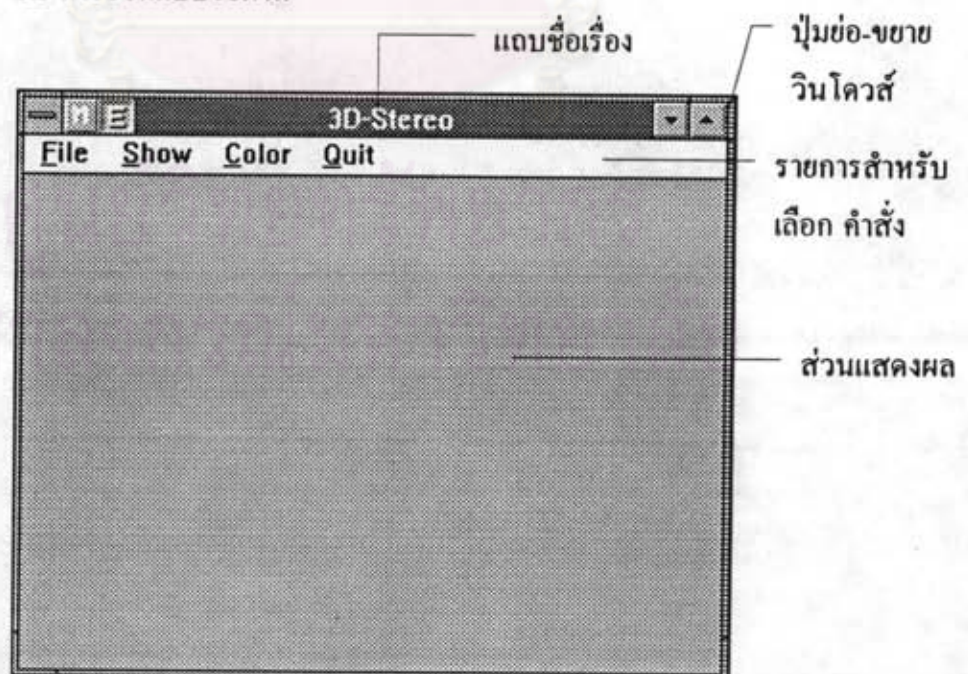 แถบชื่อเรื่อง
ปุ่มย่อ-ขยาย
วินโดวส์
3D-Stereo
File Show Color Quit
รายการสำหรับ
เลือก คำสั่ง
ส่วนแสดงผล